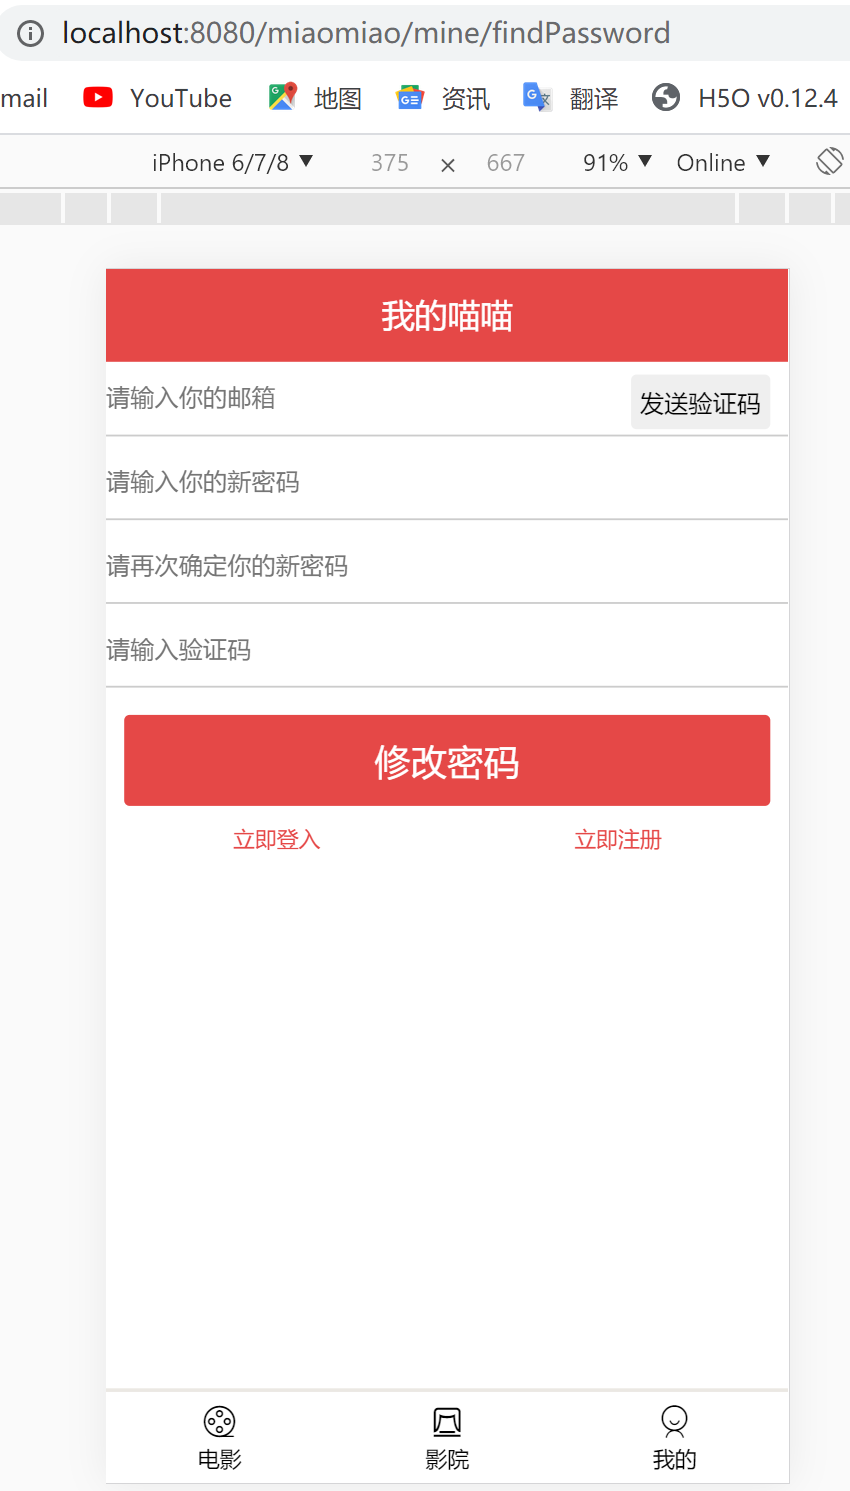 localhost:8080/miaomiao/mine/findPassword
mail YouTube 地图 资讯 翻译 H5O v0.12.4
iPhone 6/7/8 ▼ 375 × 667 91% ▼ Online ▼
我的喵喵
请输入你的邮箱 发送验证码
请输入你的新密码
请再次确定你的新密码
请输入验证码
修改密码
立即登入 立即注册
电影 影院 我的